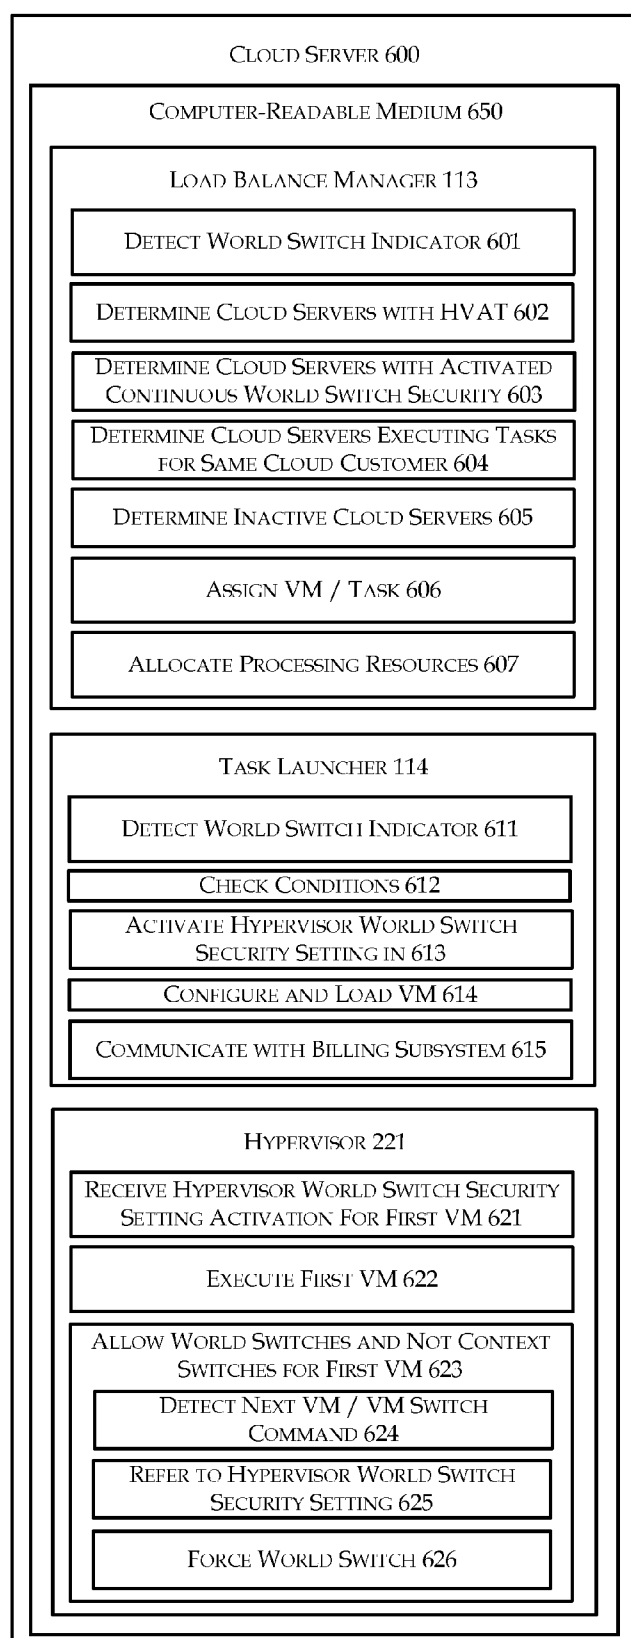 CLOUD SERVER 600
COMPUTER-READABLE MEDIUM 650
LOAD BALANCE MANAGER 113
DETECT WORLD SWITCH INDICATOR 601
DETERMINE CLOUD SERVERS WITH HVAT 602
DETERMINE CLOUD SERVERS WITH ACTIVATED
CONTINUOUS WORLD SWITCH SECURITY 603
DETERMINE CLOUD SERVERS EXECUTING TASKS
FOR SAME CLOUD CUSTOMER 604
DETERMINE INACTIVE CLOUD SERVERS 605
ASSIGN VM / TASK 606
ALLOCATE PROCESSING RESOURCES 607
TASK LAUNCHER 114
DETECT WORLD SWITCH INDICATOR 611
CHECK CONDITIONS 612
ACTIVATE HYPERVISOR WORLD SWITCH
SECURITY SETTING IN 613
CONFIGURE AND LOAD VM 614
COMMUNICATE WITH BILLING SUBSYSTEM 615
HYPERVISOR 221
RECEIVE HYPERVISOR WORLD SWITCH SECURITY
SETTING ACTIVATION FOR FIRST VM 621
EXECUTE FIRST VM 622
ALLOW WORLD SWITCHES AND NOT CONTEXT
SWITCHES FOR FIRST VM 623
DETECT NEXT VM / VM SWITCH
COMMAND 624
REFER TO HYPERVISOR WORLD SWITCH
SECURITY SETTING 625
FORCE WORLD SWITCH 626